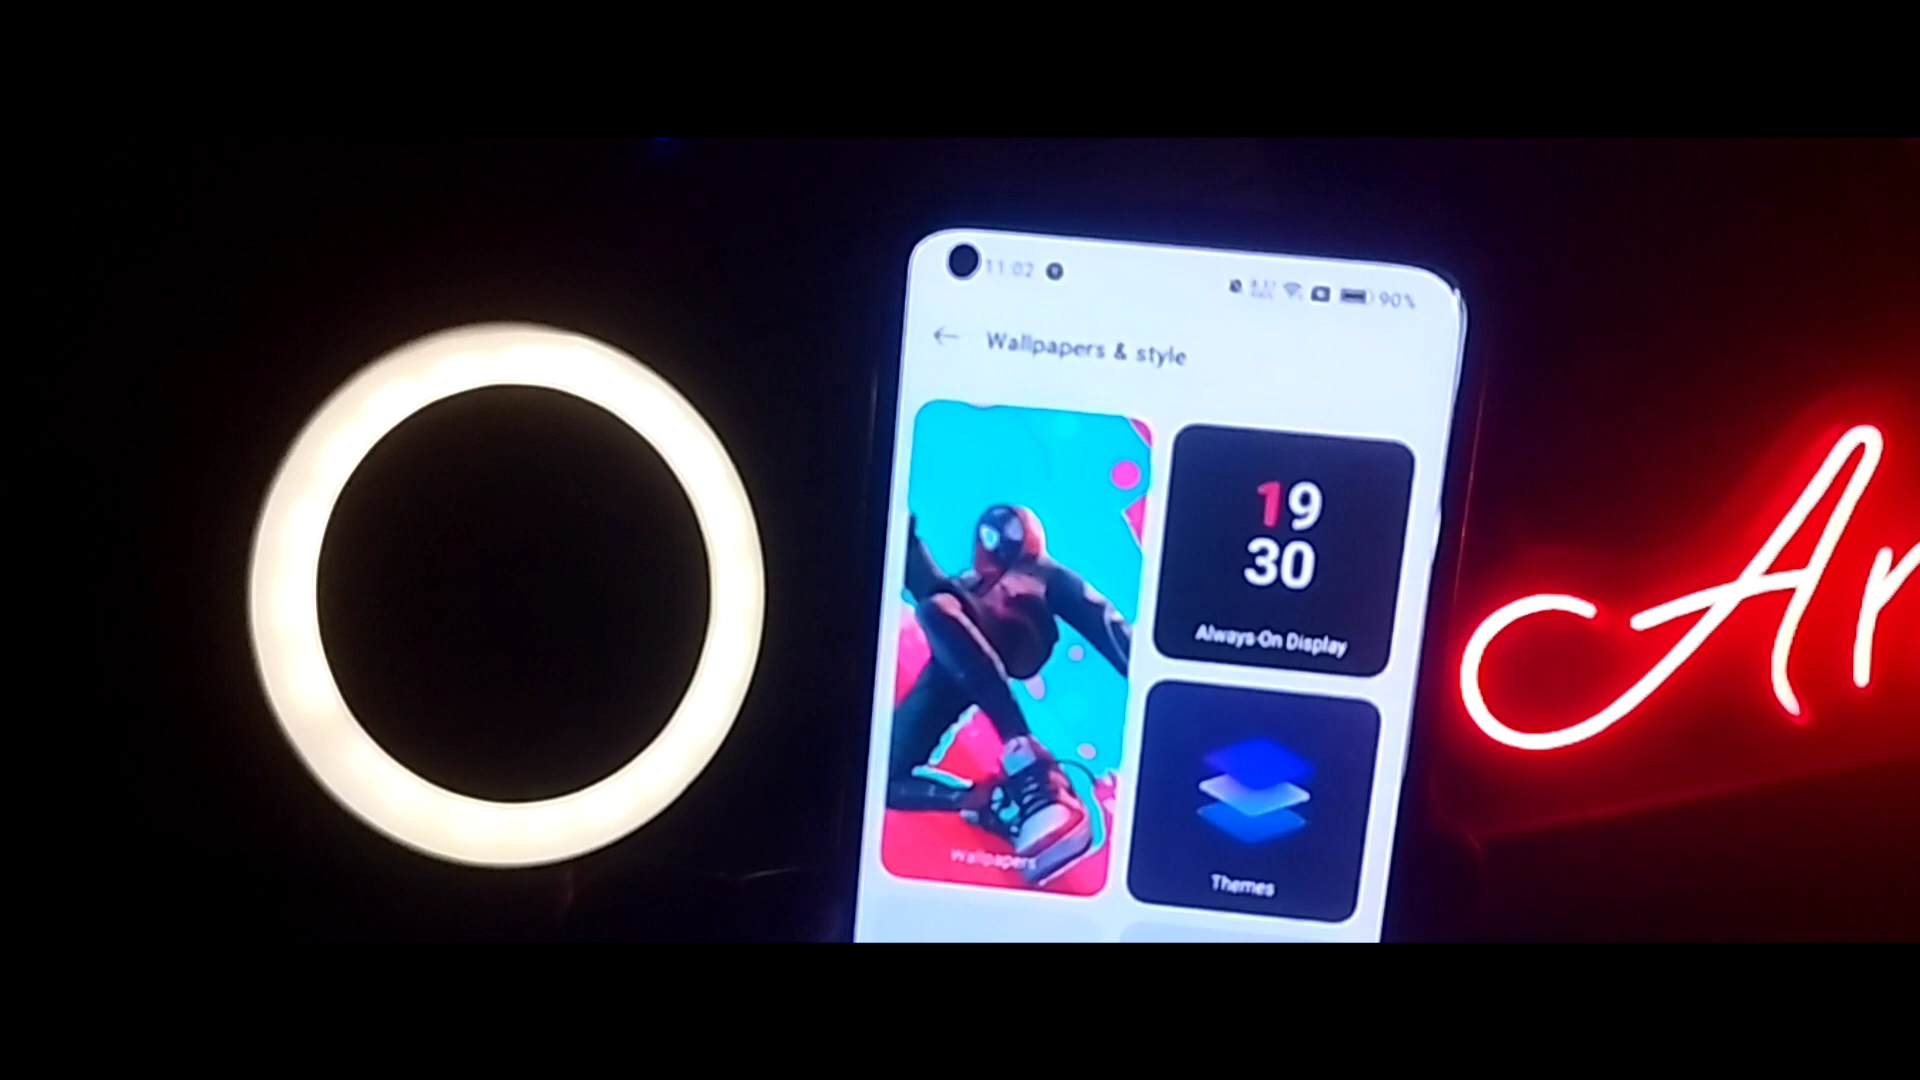 11:02
90%
Wallpapers & style
19
30
Always-On Display
Wallpapers
Themes